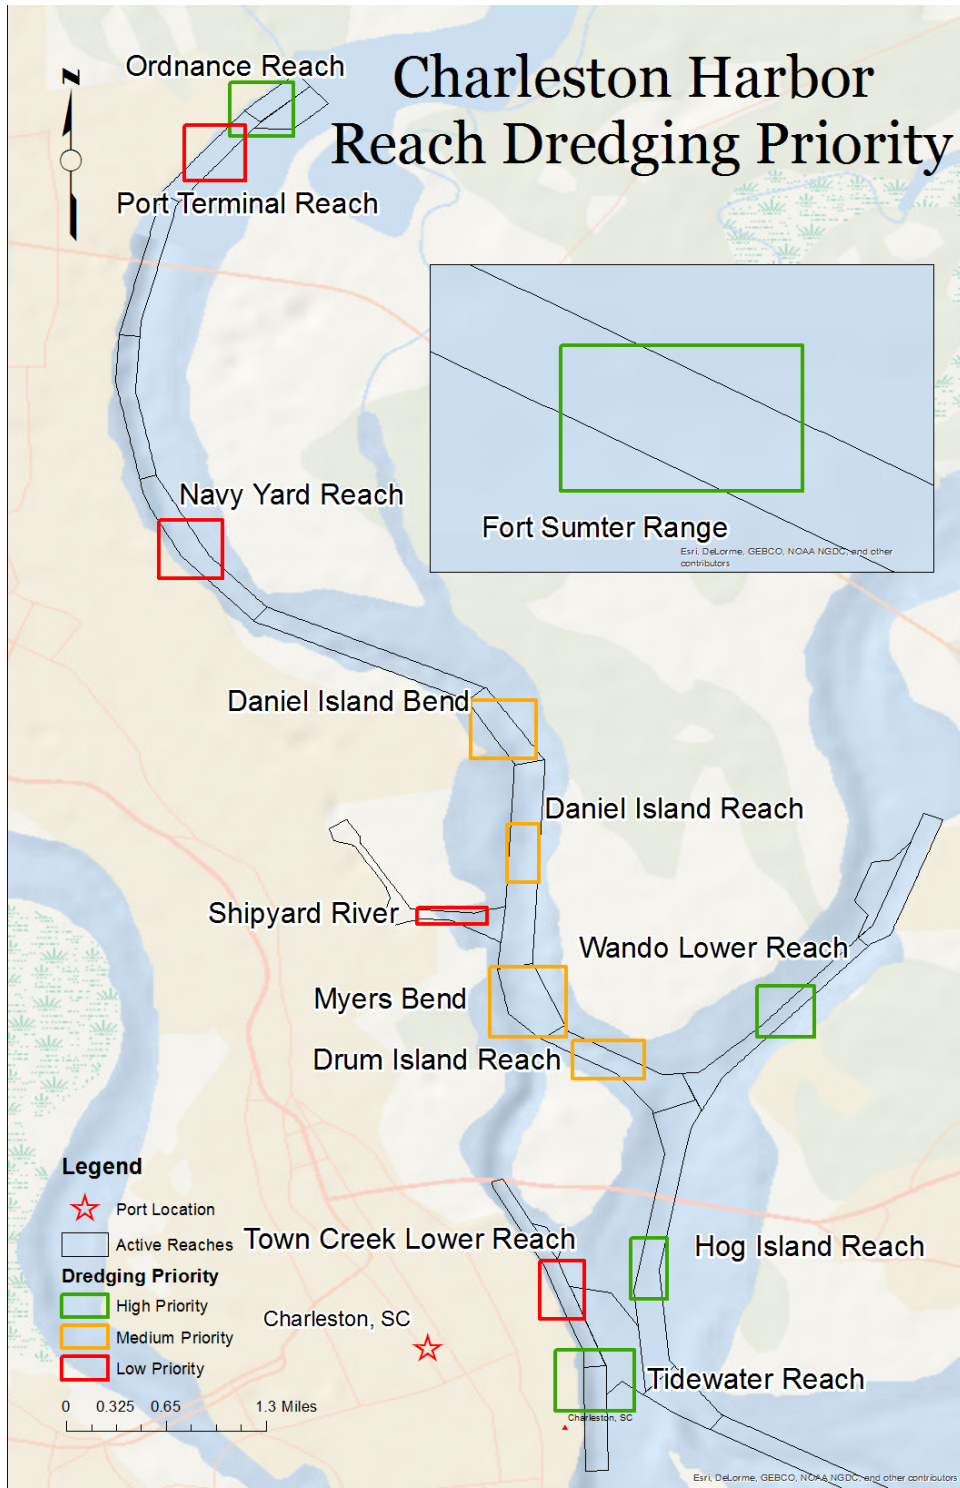 Charleston Harbor
Reach Dredging Priority
Ordnance Reach
N
Port Terminal Reach
Fort Sumter Range
Esri, DeLorme, GEBCO, NOAA NGDC, and other
contributors
Navy Yard Reach
Daniel Island Bend
Daniel Island Reach
Shipyard River
Wando Lower Reach
Myers Bend
Drum Island Reach
Town Creek Lower Reach
Hog Island Reach
Charleston, SC
Tidewater Reach
Charleston, SC
Legend
Port Location
Active Reaches
Dredging Priority
High Priority
Medium Priority
Low Priority
0 0.325 0.65 1.3 Miles
Esri, DeLorme, GEBCO, NOAA NGDC, and other contributors